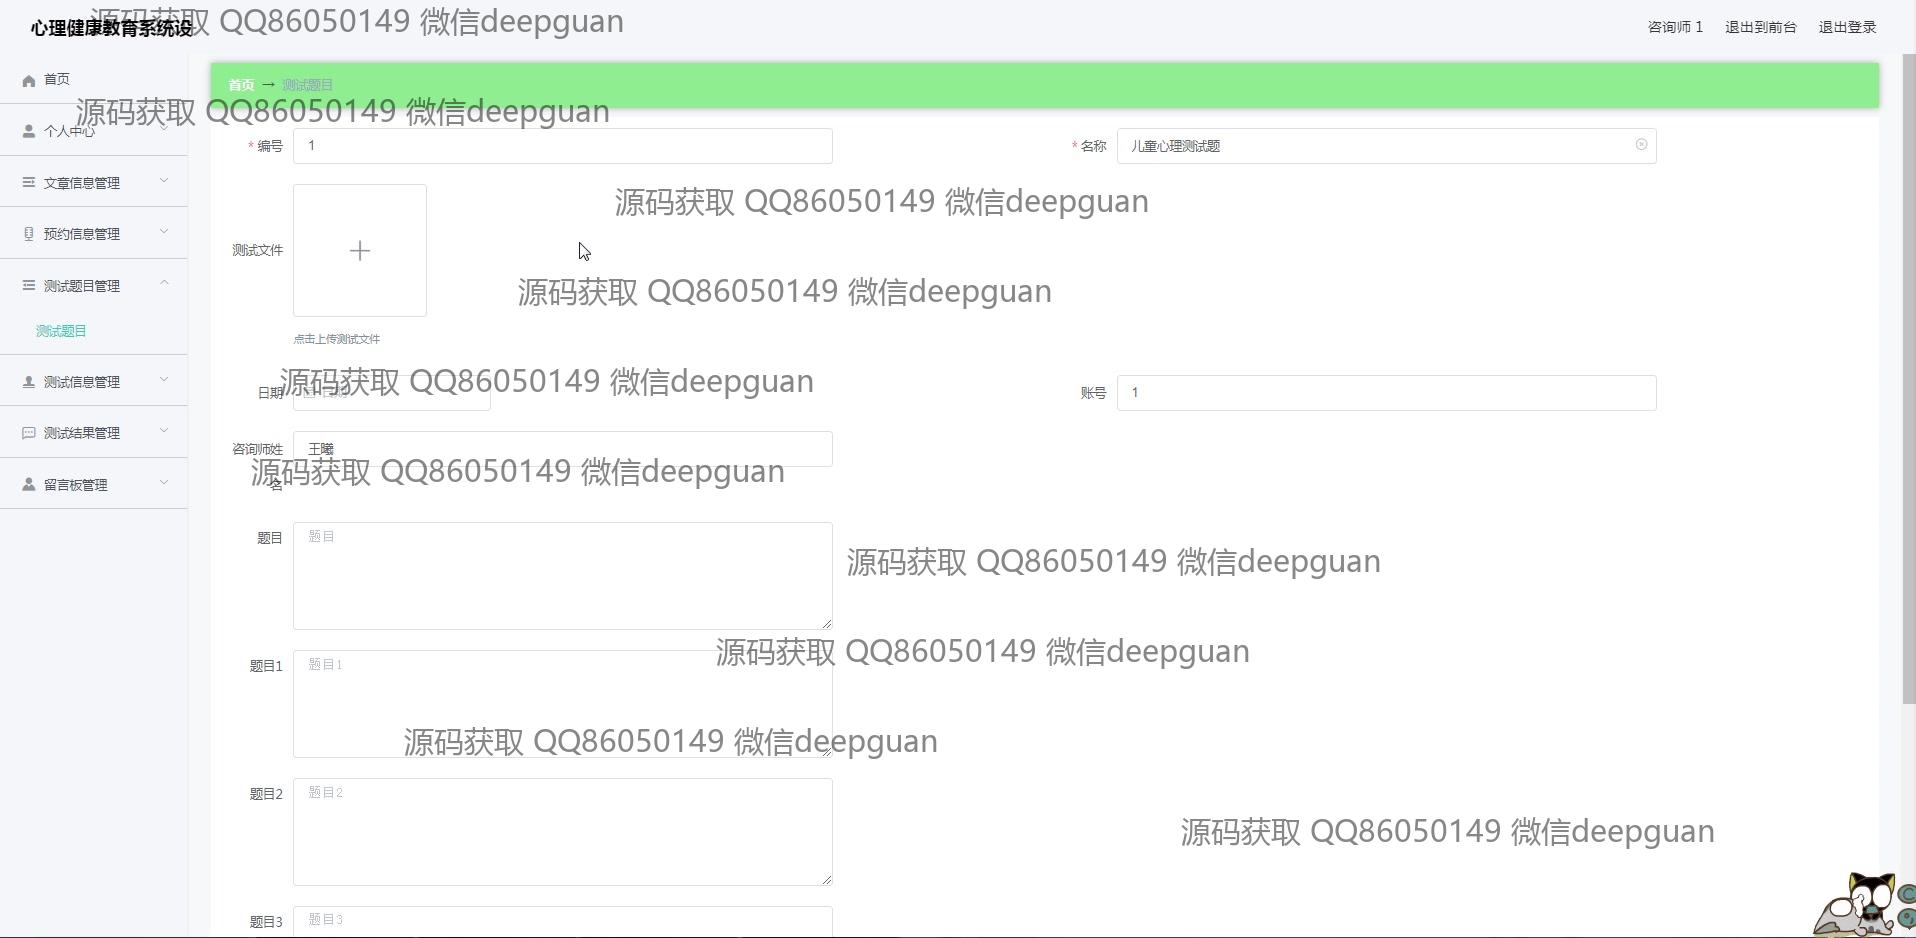 心理健康教育系统设
源码获取 QQ86050149 微信deepguan
咨询师 1
退出到前台
退出登录
首页
首页 → 测试题目
源码获取 QQ86050149 微信deepguan
个人中心
* 编号
1
* 名称
儿童心理测试题
文章信息管理
源码获取 QQ86050149 微信deepguan
预约信息管理
测试文件
测试题目管理
源码获取 QQ86050149 微信deepguan
测试题目
点击上传测试文件
测试信息管理
源码获取 QQ86050149 微信deepguan
日期
日期
账号
1
测试结果管理
咨询师姓名
王曦
源码获取 QQ86050149 微信deepguan
留言板管理
题目
题目
源码获取 QQ86050149 微信deepguan
源码获取 QQ86050149 微信deepguan
题目1
题目1
源码获取 QQ86050149 微信deepguan
题目2
题目2
源码获取 QQ86050149 微信deepguan
题目3
题目3